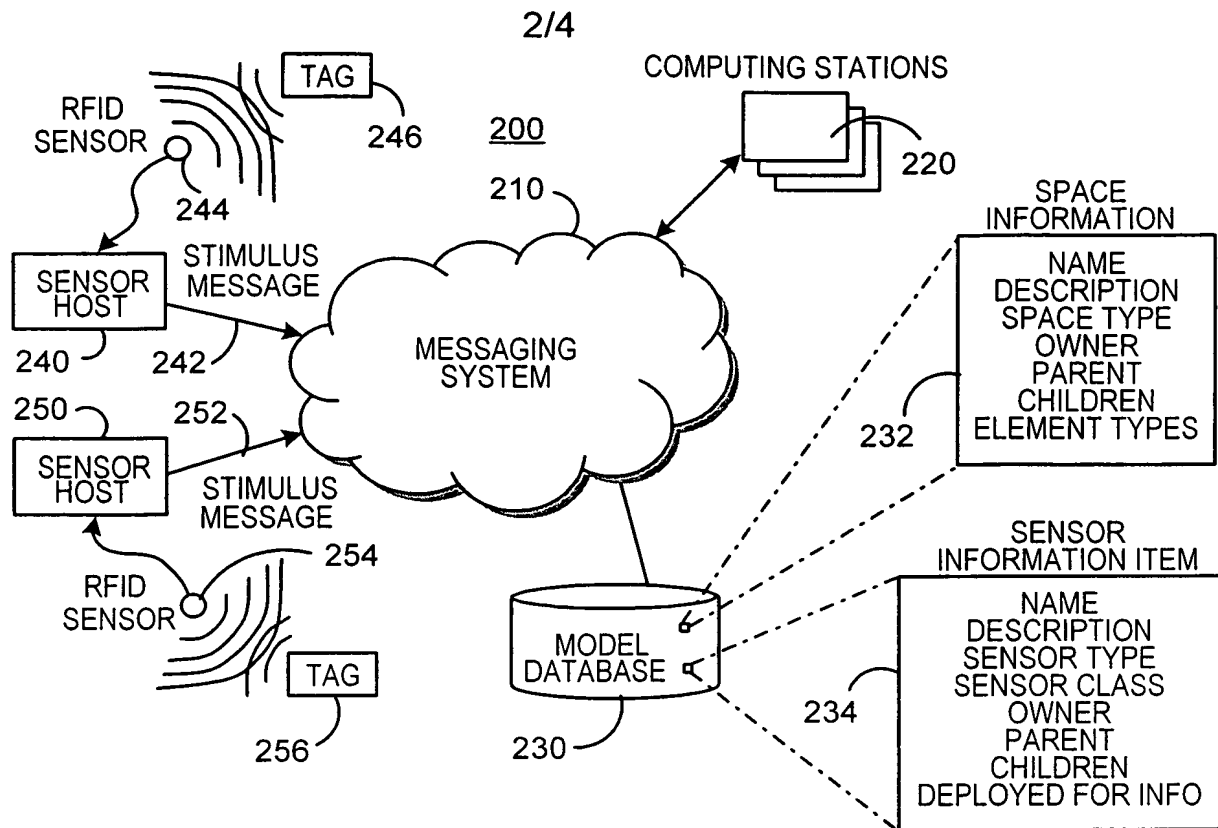 2/4
TAG
246
RFID
SENSOR
244
COMPUTING STATIONS
220
200
210
SENSOR
HOST
240
STIMULUS
MESSAGE
242
MESSAGING
SYSTEM
250
SENSOR
HOST
252
STIMULUS
MESSAGE
254
RFID
SENSOR
TAG
256
MODEL
DATABASE
230
SPACE
INFORMATION
NAME
DESCRIPTION
SPACE TYPE
OWNER
PARENT
CHILDREN
ELEMENT TYPES
232
SENSOR
INFORMATION ITEM
NAME
DESCRIPTION
SENSOR TYPE
SENSOR CLASS
OWNER
PARENT
CHILDREN
DEPLOYED FOR INFO
234